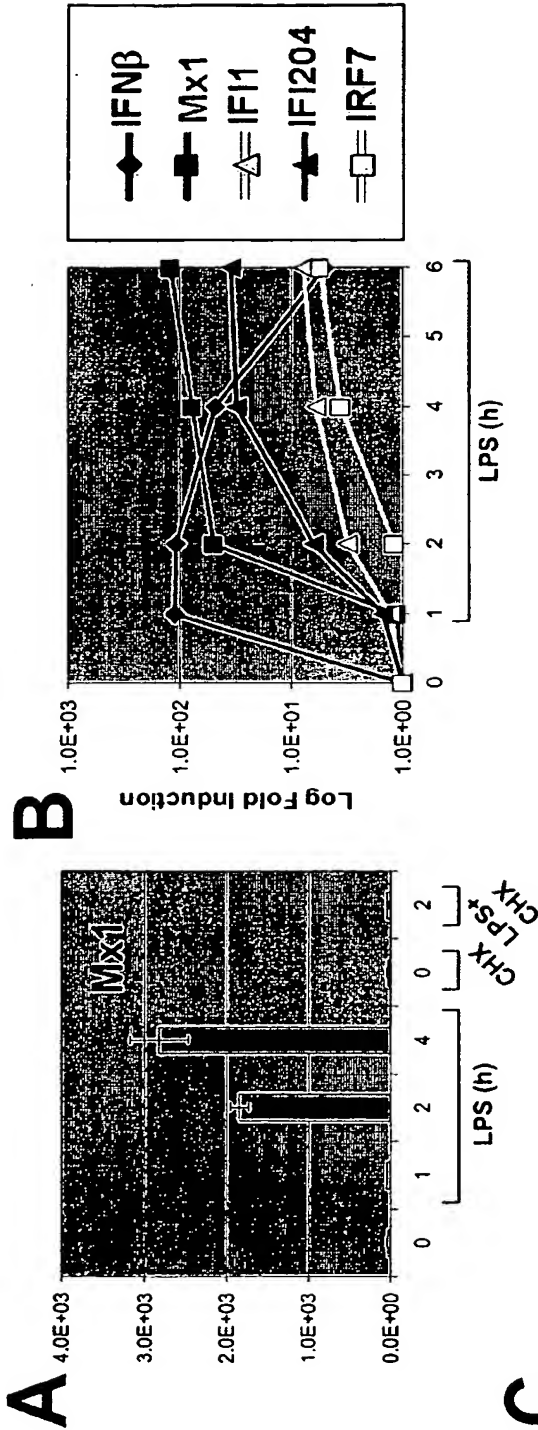 A
Mx1
4.0E+03
3.0E+03
2.0E+03
1.0E+03
0.0E+00
0
1
2
4
0
2
LPS (h)
CHX
LPS+
CHX
B
Log Fold Induction
1.0E+03
1.0E+02
1.0E+01
1.0E+00
0
1
2
3
4
5
6
LPS (h)
IFNβ
Mx1
IFI1
IFI204
IRF7
C